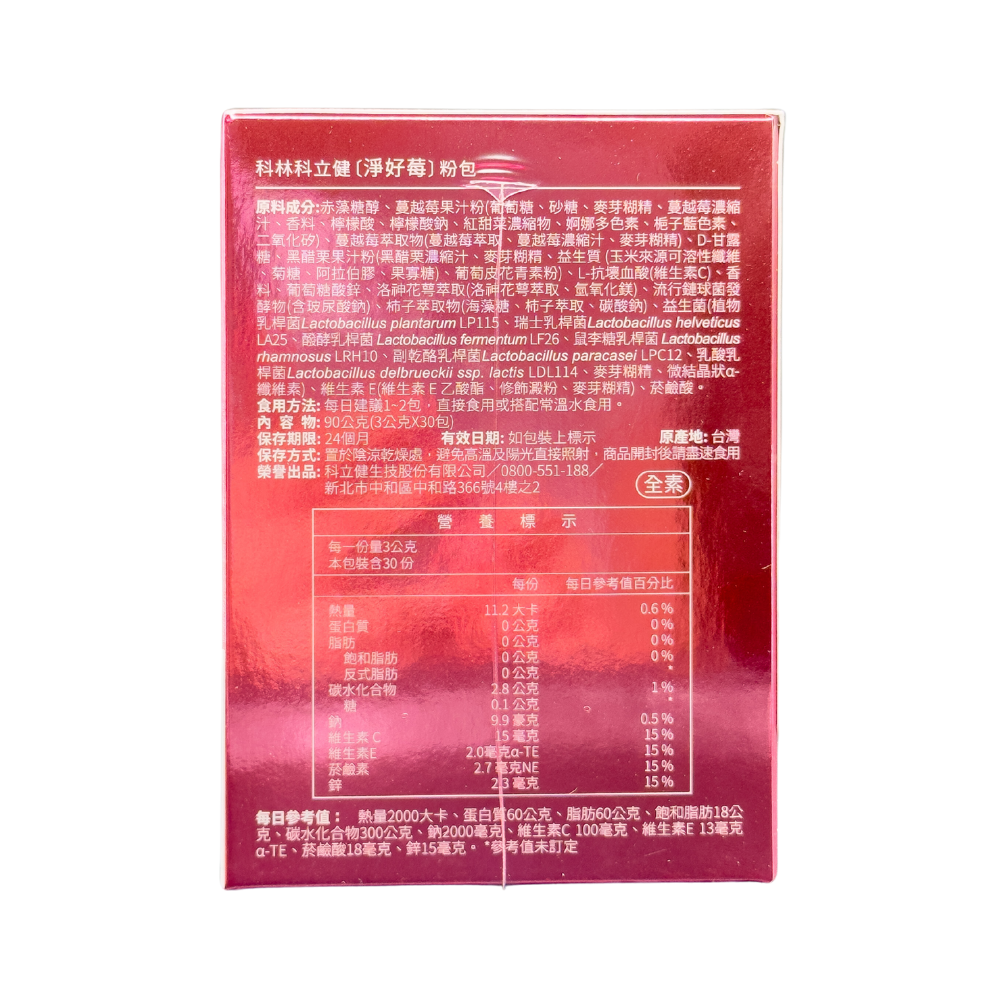 科林科立健〔淨好莓〕粉包
原料成分:赤藻糖醇、蔓越莓果汁粉(葡萄糖、砂糖、麥芽糊精、蔓越莓濃縮
汁、香料、檸檬酸、檸檬酸鈉、紅甜菜濃縮物、婀娜多色素、梔子藍色素、
二氧化矽)、蔓越莓萃取物(蔓越莓萃取、蔓越莓濃縮汁、麥芽糊精)、D-甘露
糖、黑醋栗果汁粉(黑醋栗濃縮汁、麥芽糊精、益生質(玉米來源可溶性纖維
、菊糖、阿拉伯膠、果寡糖)、葡萄皮花青素粉)、L-抗壞血酸(維生素C)、香
料、葡萄糖酸鋅、洛神花萼萃取(洛神花萼萃取、氫氧化鎂)、流行鏈球菌發
酵物(含玻尿酸鈉)、柿子萃取物(海藻糖、柿子萃取、碳酸鈉)、益生菌(植物
乳桿菌Lactobacillus plantarum LP115、瑞士乳桿菌Lactobacillus helveticus
LA25、醱酵乳桿菌Lactobacillus fermentum LF26、鼠李糖乳桿菌Lactobacillus
rhamnosus LRH10、副乾酪乳桿菌Lactobacillus paracasei LPC12、乳酸乳
桿菌Lactobacillus delbrueckii ssp. lactis LDL114、麥芽糊精、微結晶狀α-
纖維素)、維生素E(維生素E乙酸酯、修飾澱粉、麥芽糊精)、菸鹼酸。
食用方法:每日建議1~2包，直接食用或搭配常溫水食用。
內 容 物:90公克(3公克X30包)
保存期限:24個月 有效日期:如包裝上標示 原產地:台灣
保存方式:置於陰涼乾燥處，避免高溫及陽光直接照射，商品開封後請盡速食用
榮譽出品:科立健生技股份有限公司／0800-551-188／
新北市中和區中和路366號4樓之2 全素
營養標示
每一份量3公克
本包裝含30份
每份 每日參考值百分比
熱量 11.2大卡 0.6%
蛋白質 0公克 0%
脂肪 0公克 0%
飽和脂肪 0公克 0%
反式脂肪 0公克 *
碳水化合物 2.8公克 1%
糖 0.1公克 *
鈉 9.9毫克 0.5%
維生素C 15毫克 15%
維生素E 2.0毫克α-TE 15%
菸鹼素 2.7毫克NE 15%
鋅 2.3毫克 15%
每日參考值： 熱量2000大卡、蛋白質60公克、脂肪60公克、飽和脂肪18公
克、碳水化合物300公克、鈉2000毫克、維生素C 100毫克、維生素E 13毫克
α-TE、菸鹼酸18毫克、鋅15毫克。*參考值未訂定